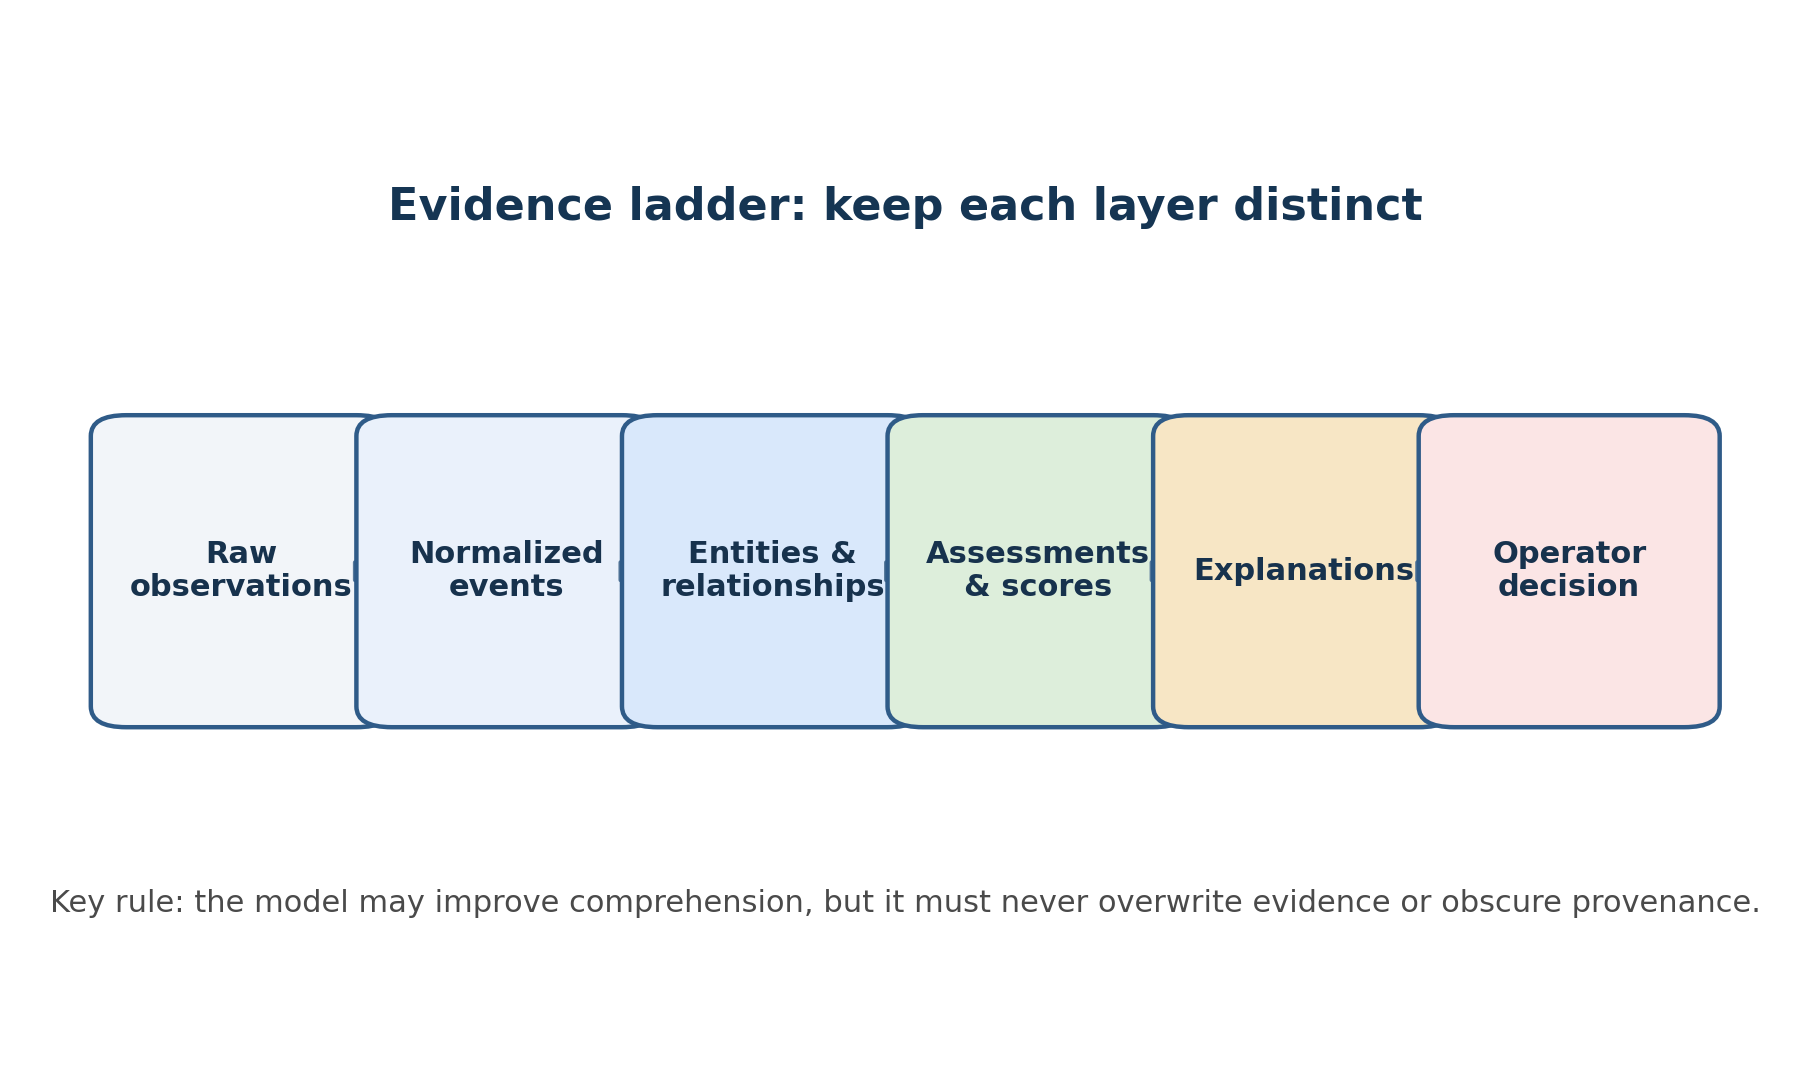 Evidence ladder: keep each layer distinct
Raw
observations
Normalized
events
Entities &
relationships
Assessments
& scores
Explanations
Operator
decision
Key rule: the model may improve comprehension, but it must never overwrite evidence or obscure provenance.